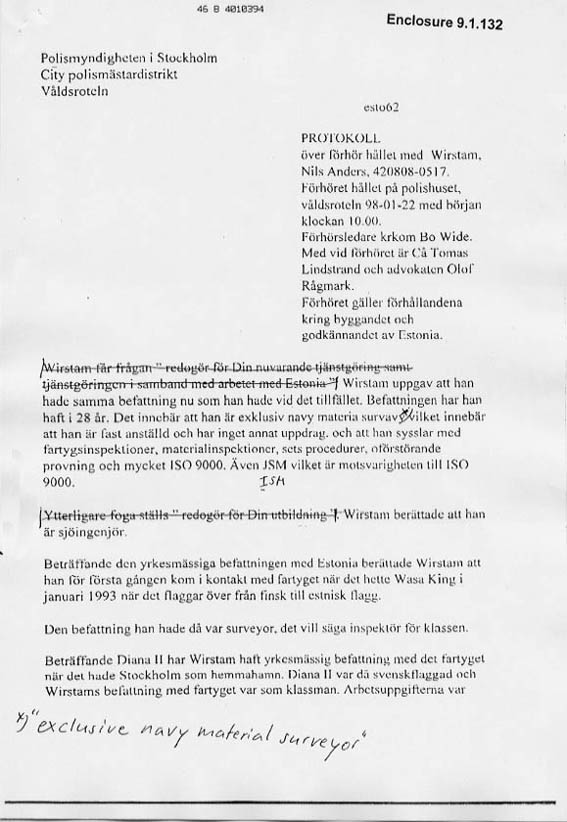 46 B 4010394
Enclosure 9.1.132
Polismyndigheten i Stockholm
City polismästardistrikt
Våldsroteln
esto62
PROTOKOLL
över förhör hållet med Wirstam,
Nils Anders, 420808-0517.
Förhöret hållet på polishuset,
våldsroteln 98-01-22 med början
klockan 10.00.
Förhörsledare krkom Bo Wide.
Med vid förhöret är Cå Tomas
Lindstrand och advokaten Olof
Rågmark.
Förhöret gäller förhållandena
kring byggandet och
godkännandet av Estonia.
Wirstam får frågan " redogör för Din nuvarande tjänstgöring samt
tjänstgöringen i samband med arbetet med Estonia " Wirstam uppgav att han
hade samma befattning nu som han hade vid det tillfället. Befattningen har han
haft i 28 år. Det innebär att han är exklusiv navy materia survav x) vilket innebär
att han är fast anställd och har inget annat uppdrag. och att han sysslar med
fartygsinspektioner, materialinspektioner, sets procedurer, oförstörande
provning och mycket ISO 9000. Även JSM vilket är motsvarigheten till ISO
9000. ISM
Ytterligare foga ställs " redogör för Din utbildning ". Wirstam berättade att han
är sjöingenjör.
Beträffande den yrkesmässiga befattningen med Estonia berättade Wirstam att
han för första gången kom i kontakt med fartyget när det hette Wasa King i
januari 1993 när det flaggar över från finsk till estnisk flagg.
Den befattning han hade då var surveyor, det vill säga inspektör för klassen.
Beträffande Diana II har Wirstam haft yrkesmässig befattning med det fartyget
när det hade Stockholm som hemmahamn. Diana II var då svenskflaggad och
Wirstams befattning med fartyget var som klassman. Arbetsuppgifterna var
x) "exclusive navy material surveyor"